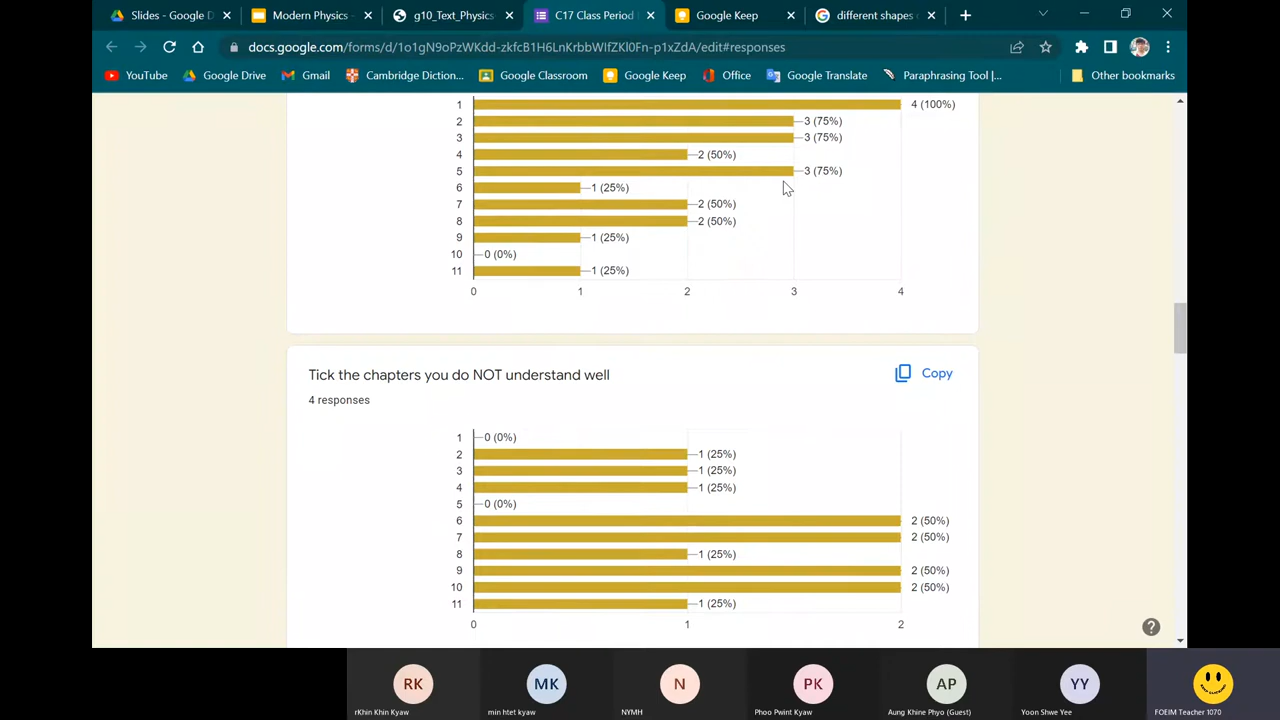 Slides - Google D
Modern Physics -
g10_Text_Physics
C17 Class Period
Google Keep
different shapes
docs.google.com/forms/d/1o1gN9oPzWKdd-zkfcB1H6LnKrbbWIfZKl0Fn-p1xZdA/edit#responses
YouTube
Google Drive
Gmail
Cambridge Diction...
Google Classroom
Google Keep
Office
Google Translate
Paraphrasing Tool |...
Other bookmarks
1 4 (100%)
2 3 (75%)
3 3 (75%)
4 2 (50%)
5 3 (75%)
6 1 (25%)
7 2 (50%)
8 2 (50%)
9 1 (25%)
10 0 (0%)
11 1 (25%)
0 1 2 3 4
Tick the chapters you do NOT understand well
Copy
4 responses
1 0 (0%)
2 1 (25%)
3 1 (25%)
4 1 (25%)
5 0 (0%)
6 2 (50%)
7 2 (50%)
8 1 (25%)
9 2 (50%)
10 2 (50%)
11 1 (25%)
0 1 2
RK
MK
N
PK
AP
YY
rKhin Khin Kyaw
min htet kyaw
NYMH
Phoo Pwint Kyaw
Aung Khine Phyo (Guest)
Yoon Shwe Yee
FOEIM Teacher 1070